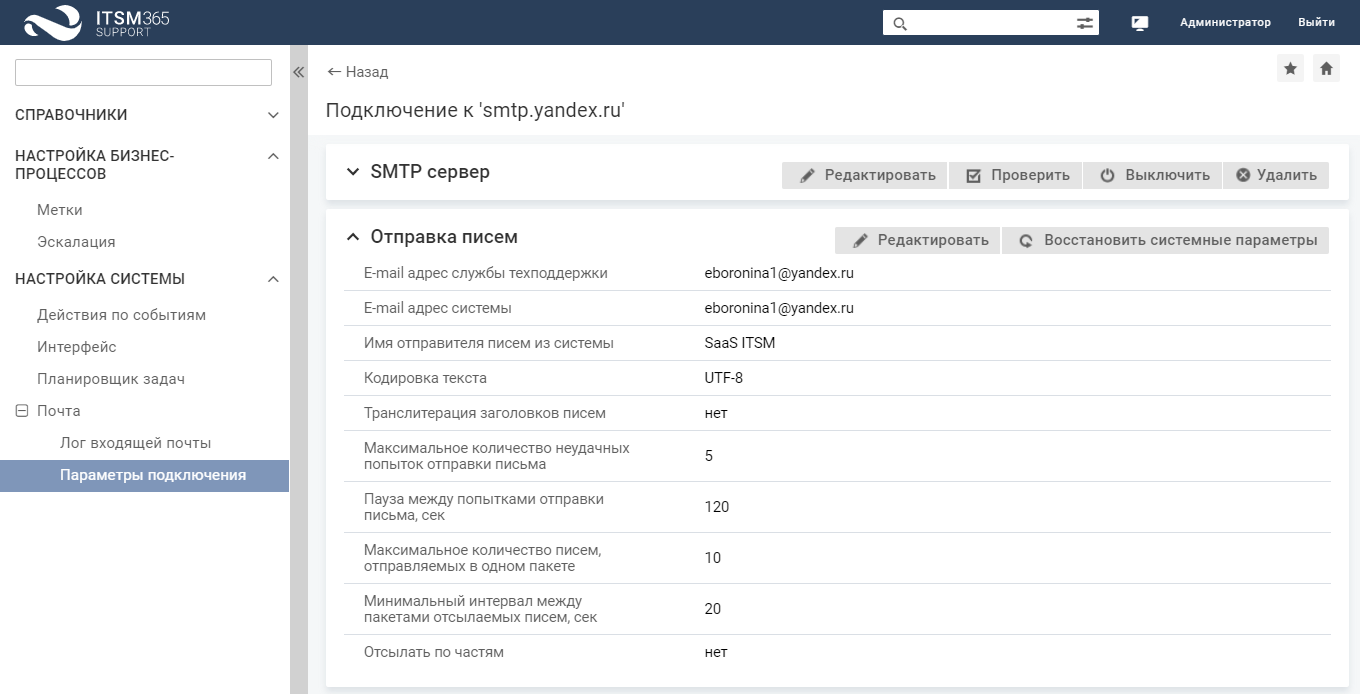 ITSM365
SUPPORT
Администратор
Выйти
СПРАВОЧНИКИ
НАСТРОЙКА БИЗНЕС-
ПРОЦЕССОВ
Метки
Эскалация
НАСТРОЙКА СИСТЕМЫ
Действия по событиям
Интерфейс
Планировщик задач
Почта
Лог входящей почты
Параметры подключения
← Назад
Подключение к 'smtp.yandex.ru'
SMTP сервер
Редактировать
Проверить
Выключить
Удалить
Отправка писем
Редактировать
Восстановить системные параметры
E-mail адрес службы техподдержки
eboronina1@yandex.ru
E-mail адрес системы
eboronina1@yandex.ru
Имя отправителя писем из системы
SaaS ITSM
Кодировка текста
UTF-8
Транслитерация заголовков писем
нет
Максимальное количество неудачных
попыток отправки письма
5
Пауза между попытками отправки
письма, сек
120
Максимальное количество писем,
отправляемых в одном пакете
10
Минимальный интервал между
пакетами отсылаемых писем, сек
20
Отсылать по частям
нет